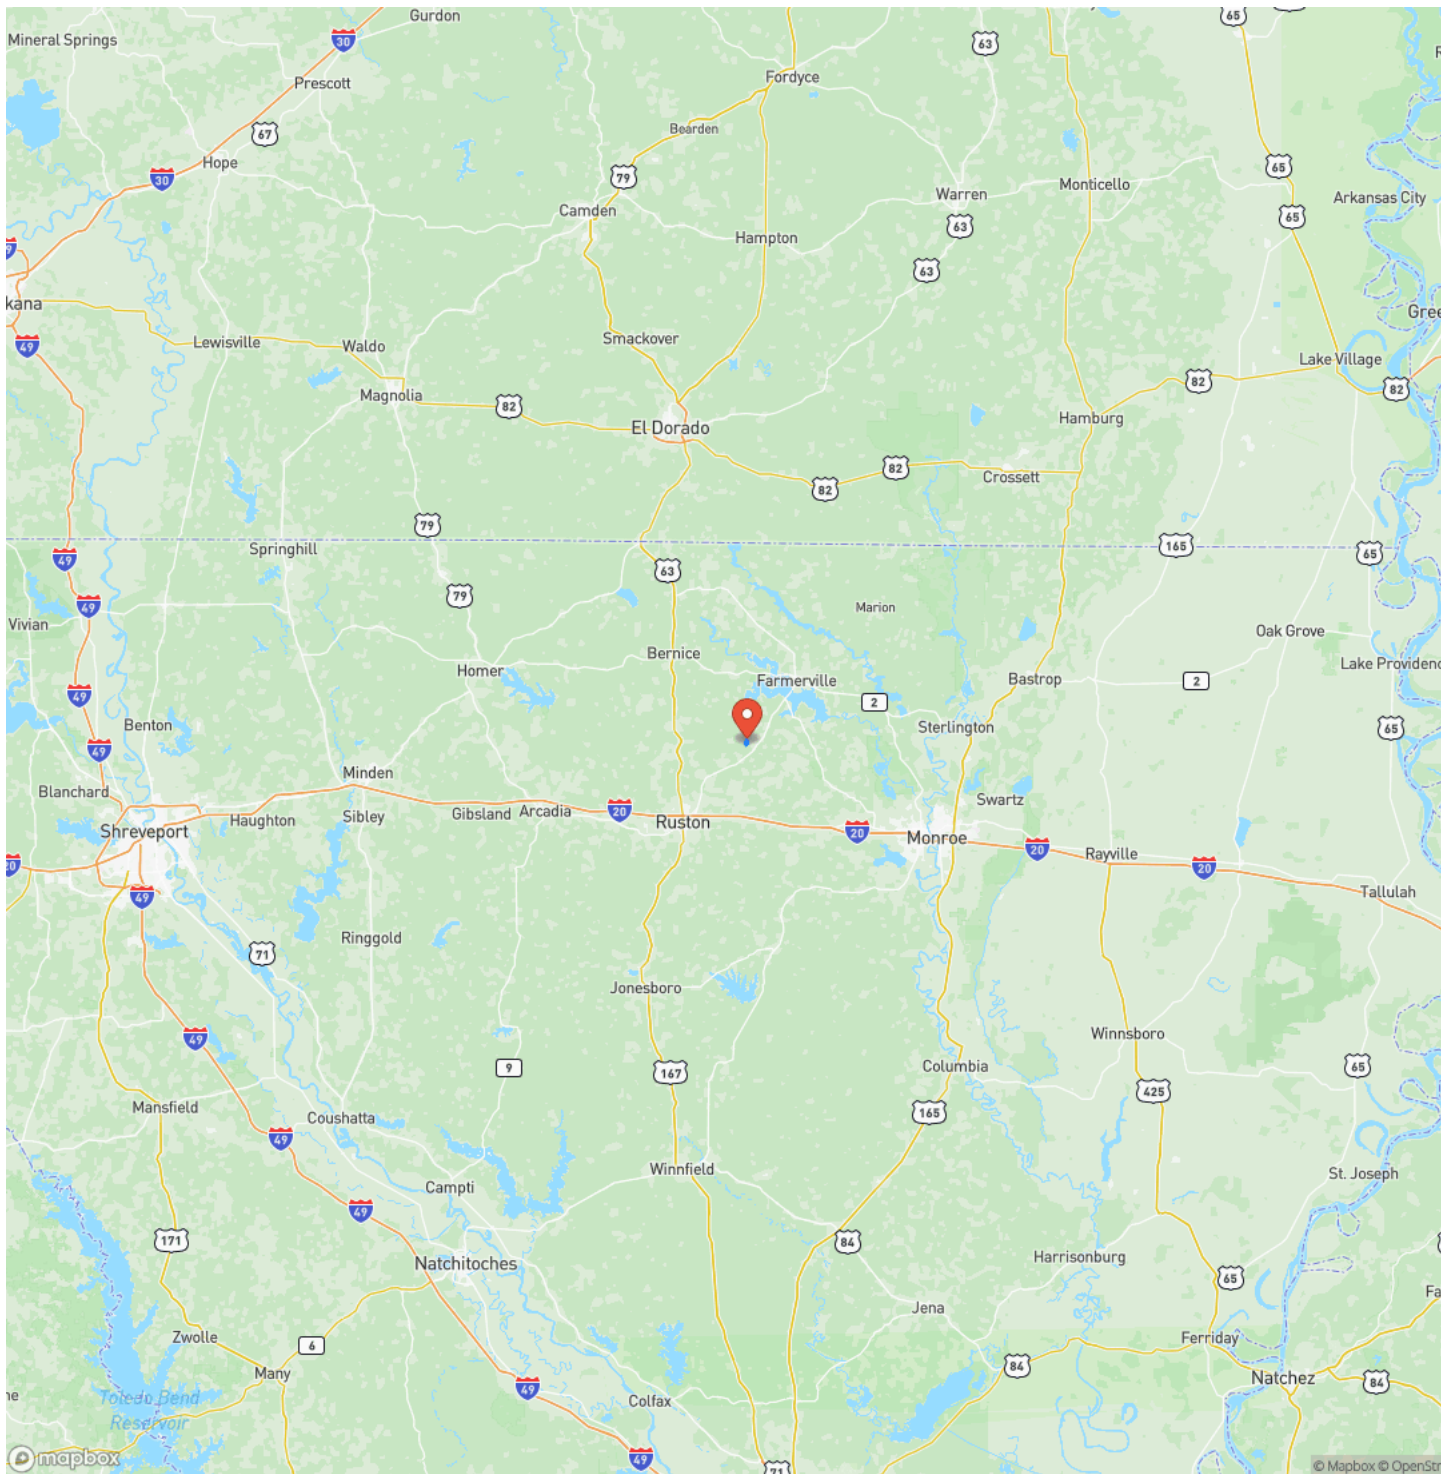 Gurdon
65
Mineral Springs
30
63
Prescott
Fordyce
67
Bearden
Hope
65
30
79
Monticello
Warren
Arkansas City
Camden
65
63
Hampton
63
kana
Gree
Smackover
49
Lewisville
Waldo
Lake Village
82
82
Magnolia
82
Hamburg
El Dorado
82
Crossett
82
79
165
Springhill
65
49
63
79
49
Marion
Vivian
Oak Grove
Bernice
Lake Providenc
Homer
Farmerville
Bastrop
2
49
2
Benton
Sterlington
65
49
Minden
Blanchard
Swartz
Gibsland
Arcadia
20
Sibley
Haughton
Ruston
Shreveport
20
Monroe
20
Rayville
20
20
Tallulah
49
Ringgold
71
Jonesboro
49
Winnsboro
Columbia
65
9
167
425
Mansfield
165
Coushatta
49
Winnfield
St. Joseph
Campti
49
171
84
Harrisonburg
Natchitoches
65
Fa
Jena
Zwolle
6
Ferriday
84
Many
Natchez
84
49
Toledo Bend
Reservoir
Colfax
49
mapbox
71
© Mapbox © OpenStr